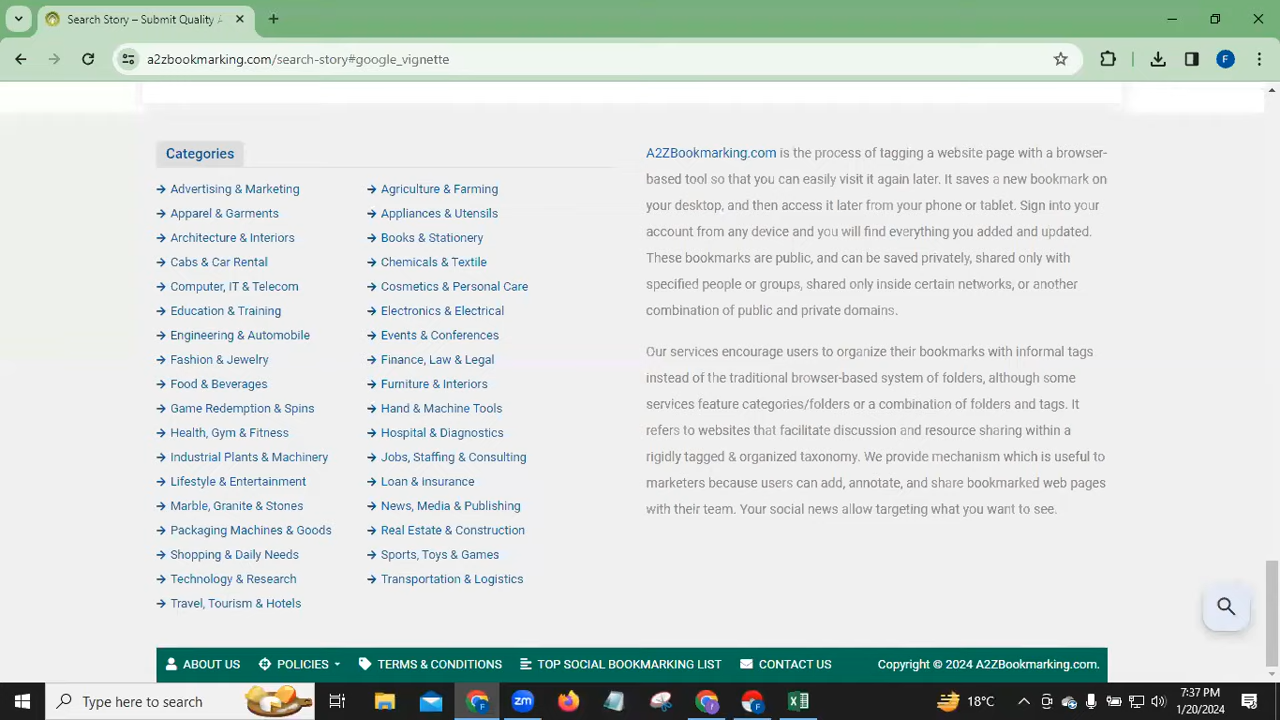 Search Story – Submit Quality
a2zbookmarking.com/search-story#google_vignette
F
Categories
Advertising & Marketing
Apparel & Garments
Architecture & Interiors
Cabs & Car Rental
Computer, IT & Telecom
Education & Training
Engineering & Automobile
Fashion & Jewelry
Food & Beverages
Game Redemption & Spins
Health, Gym & Fitness
Industrial Plants & Machinery
Lifestyle & Entertainment
Marble, Granite & Stones
Packaging Machines & Goods
Shopping & Daily Needs
Technology & Research
Travel, Tourism & Hotels
Agriculture & Farming
Appliances & Utensils
Books & Stationery
Chemicals & Textile
Cosmetics & Personal Care
Electronics & Electrical
Events & Conferences
Finance, Law & Legal
Furniture & Interiors
Hand & Machine Tools
Hospital & Diagnostics
Jobs, Staffing & Consulting
Loan & Insurance
News, Media & Publishing
Real Estate & Construction
Sports, Toys & Games
Transportation & Logistics
A2ZBookmarking.com is the process of tagging a website page with a browser-
based tool so that you can easily visit it again later. It saves a new bookmark on
your desktop, and then access it later from your phone or tablet. Sign into your
account from any device and you will find everything you added and updated.
These bookmarks are public, and can be saved privately, shared only with
specified people or groups, shared only inside certain networks, or another
combination of public and private domains.
Our services encourage users to organize their bookmarks with informal tags
instead of the traditional browser-based system of folders, although some
services feature categories/folders or a combination of folders and tags. It
refers to websites that facilitate discussion and resource sharing within a
rigidly tagged & organized taxonomy. We provide mechanism which is useful to
marketers because users can add, annotate, and share bookmarked web pages
with their team. Your social news allow targeting what you want to see.
ABOUT US POLICIES TERMS & CONDITIONS TOP SOCIAL BOOKMARKING LIST CONTACT US Copyright © 2024 A2ZBookmarking.com.
Type here to search
zm
18°C
7:37 PM
1/20/2024